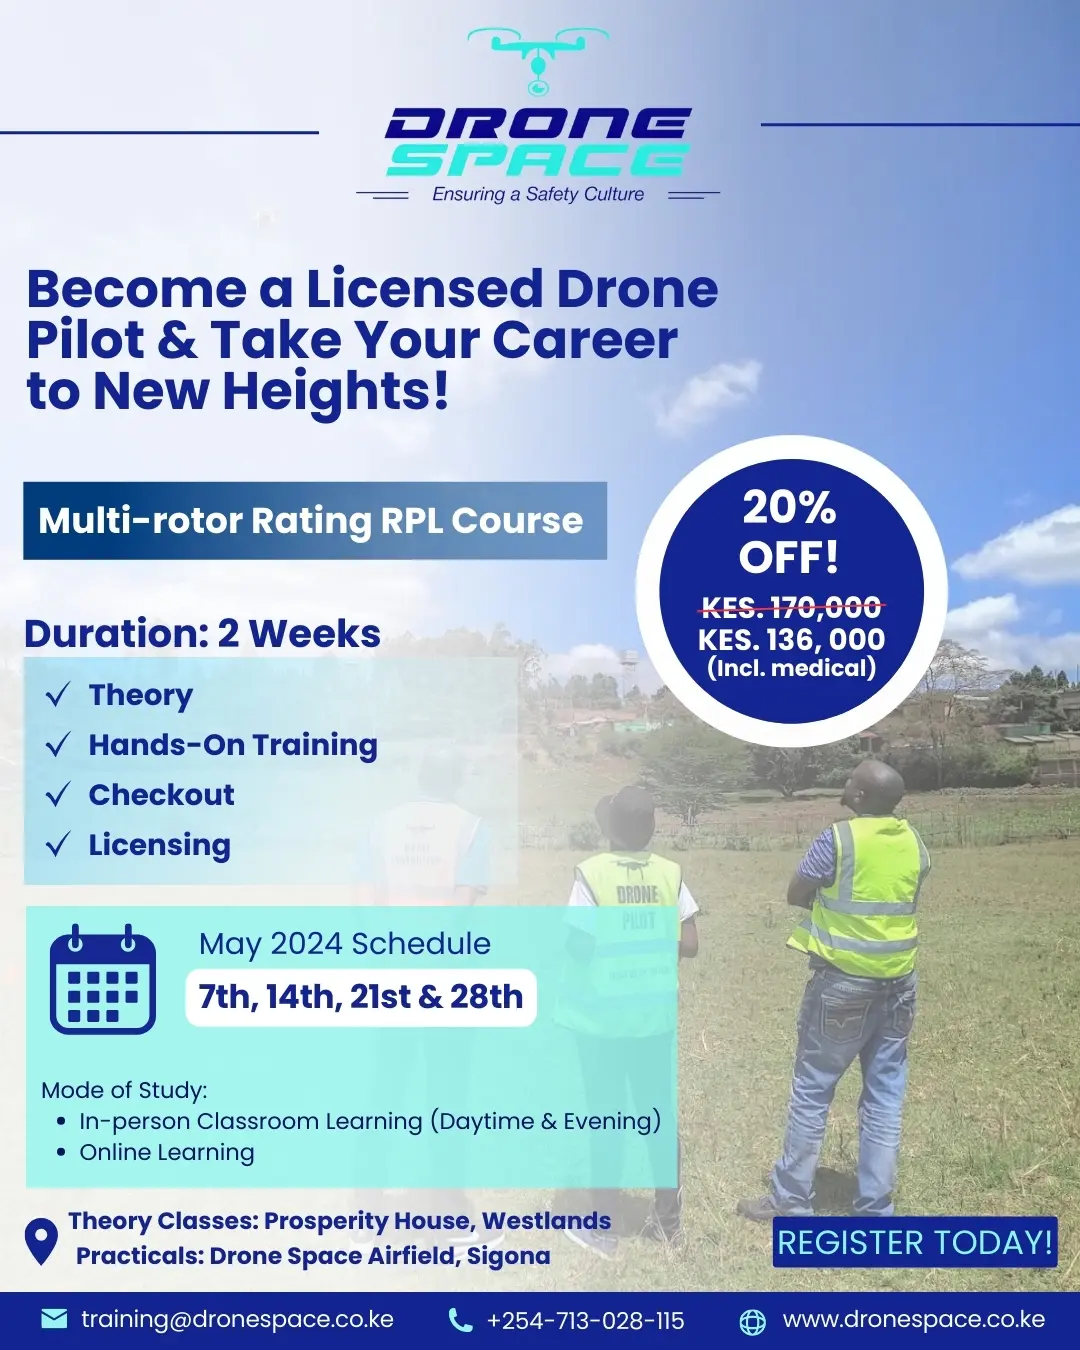 DRONE
SPACE
Ensuring a Safety Culture
Become a Licensed Drone
Pilot & Take Your Career
to New Heights!
Multi-rotor Rating RPL Course
20%
OFF!
KES. 170,000
KES. 136, 000
(Incl. medical)
Duration: 2 Weeks
Theory
Hands-On Training
Checkout
Licensing
DRONE
PILOT
May 2024 Schedule
7th, 14th, 21st & 28th
Mode of Study:
• In-person Classroom Learning (Daytime & Evening)
• Online Learning
Theory Classes: Prosperity House, Westlands
Practicals: Drone Space Airfield, Sigona
REGISTER TODAY!
training@dronespace.co.ke
+254-713-028-115
www.dronespace.co.ke